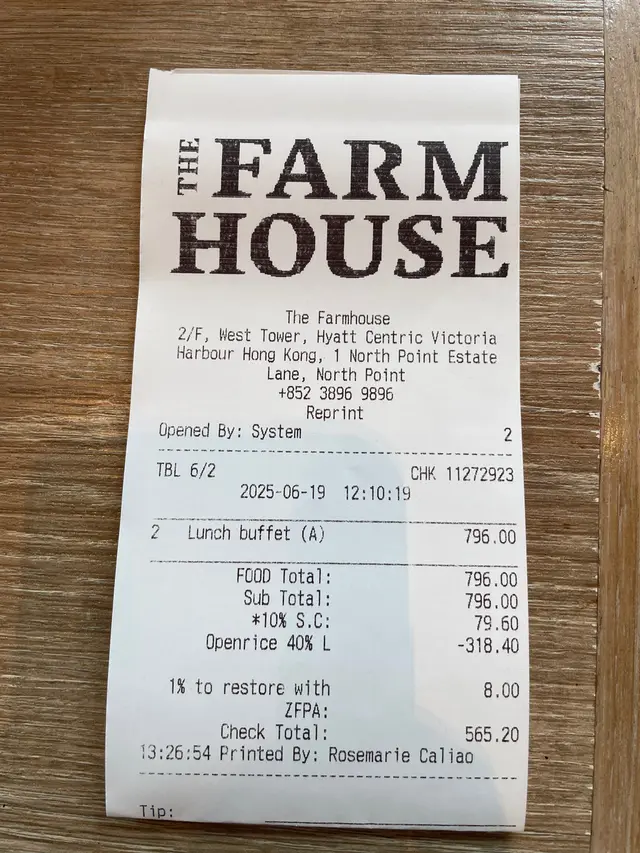 THE FARM
HOUSE
The Farmhouse
2/F, West Tower, Hyatt Centric Victoria
Harbour Hong Kong, 1 North Point Estate
Lane, North Point
+852 3896 9896
Reprint
Opened By: System 2
TBL 6/2 CHK 11272923
2025-06-19 12:10:19
2 Lunch buffet (A) 796.00
FOOD Total: 796.00
Sub Total: 796.00
*10% S.C: 79.60
Openrice 40% L -318.40
1% to restore with 8.00
ZFPA:
Check Total: 565.20
13:26:54 Printed By: Rosemarie Caliao
Tip: